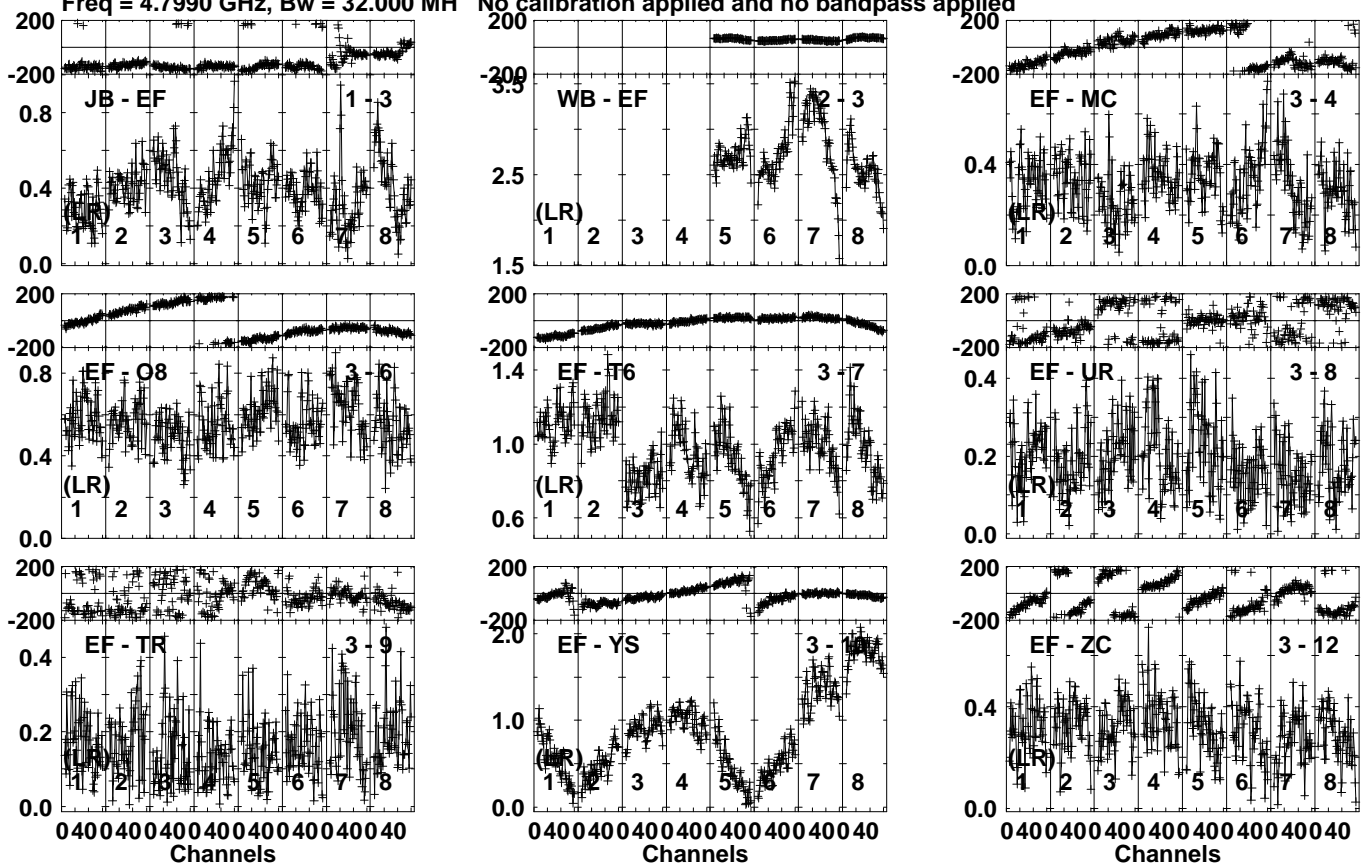 Freq = 4.7990 GHz, Bw = 32.000 MH No calibration applied and no bandpass applied
200
-200
JB - EF 1 - 3
0.8
0.4
0.0
(LR)
1 2 3 4 5 6 7 8
WB - EF 2 - 3
3.5
2.5
1.5
(LR)
1 2 3 4 5 6 7 8
200
-200
EF - MC 3 - 4
0.4
0.0
(LR)
1 2 3 4 5 6 7 8
200
-200
EF - O8 3 - 6
0.8
0.4
0.0
(LR)
1 2 3 4 5 6 7 8
200
-200
EF - T6 3 - 7
1.4
1.0
0.6
(LR)
1 2 3 4 5 6 7 8
200
-200
EF - UR 3 - 8
0.4
0.2
0.0
(LR)
1 2 3 4 5 6 7 8
200
-200
EF - TR 3 - 9
0.4
0.2
0.0
(LR)
1 2 3 4 5 6 7 8
0 40 0 40 0 40 0 40 0 40 0 40 0 40 0 40
Channels
200
-200
EF - YS 3 - 10
2.0
1.0
0.0
(LR)
1 2 3 4 5 6 7 8
0 40 0 40 0 40 0 40 0 40 0 40 0 40 0 40
Channels
200
-200
EF - ZC 3 - 12
0.4
0.0
(LR)
1 2 3 4 5 6 7 8
0 40 0 40 0 40 0 40 0 40 0 40 0 40 0 40
Channels